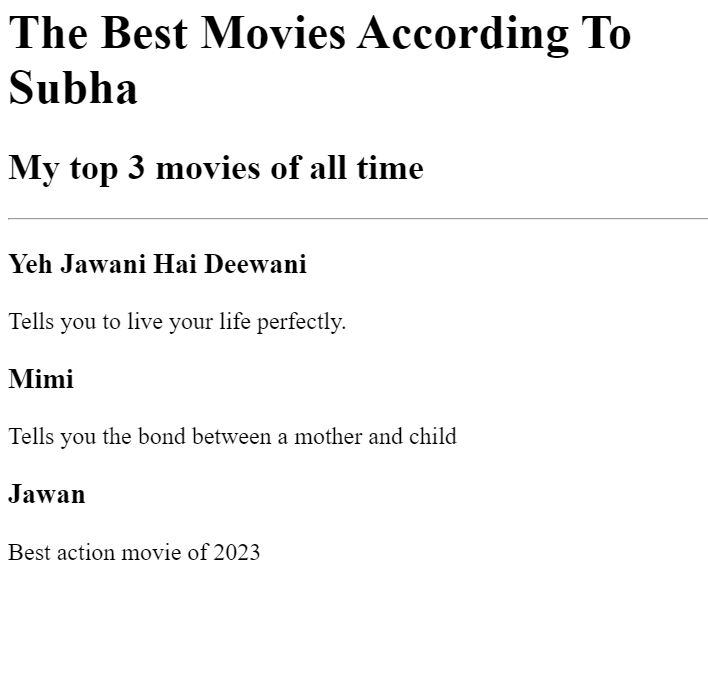 The Best Movies According To
Subha
My top 3 movies of all time
Yeh Jawani Hai Deewani
Tells you to live your life perfectly.
Mimi
Tells you the bond between a mother and child
Jawan
Best action movie of 2023